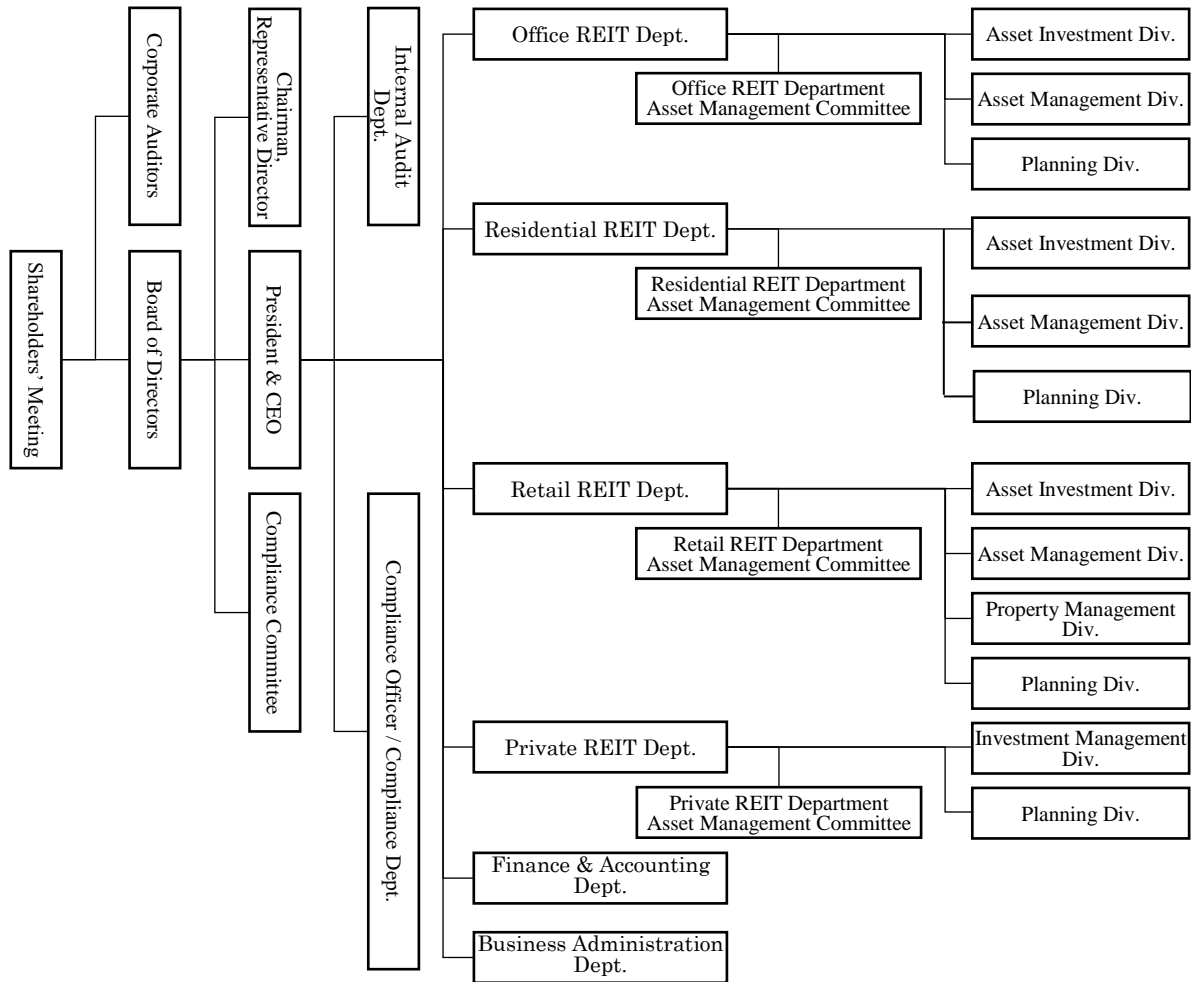 Shareholders' Meeting
Corporate Auditors
Board of Directors
Chairman,
Representative Director
President & CEO
Compliance Committee
Internal Audit
Dept.
Compliance Officer / Compliance Dept.
Office REIT Dept.
Office REIT Department
Asset Management Committee
Asset Investment Div.
Asset Management Div.
Planning Div.
Residential REIT Dept.
Residential REIT Department
Asset Management Committee
Asset Investment Div.
Asset Management Div.
Planning Div.
Retail REIT Dept.
Retail REIT Department
Asset Management Committee
Asset Investment Div.
Asset Management Div.
Property Management
Div.
Planning Div.
Private REIT Dept.
Private REIT Department
Asset Management Committee
Investment Management
Div.
Planning Div.
Finance & Accounting
Dept.
Business Administration
Dept.